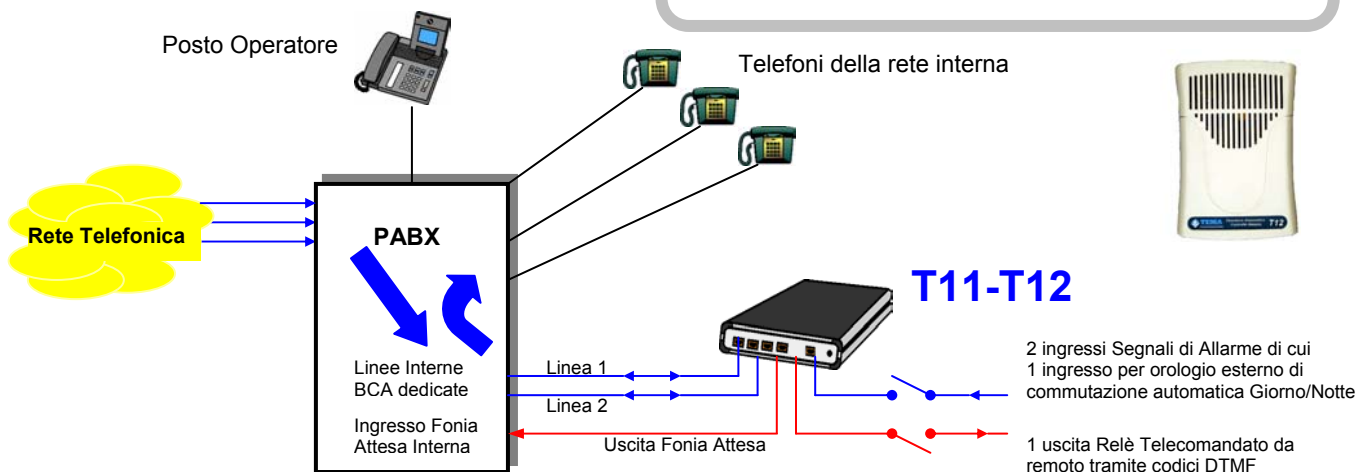 Posto Operatore
Telefoni della rete interna
Rete Telefonica
PABX
T11-T12
Linee Interne
BCA dedicate
Ingresso Fonia
Attesa Interna
Linea 1
Linea 2
Uscita Fonia Attesa
2 ingressi Segnali di Allarme di cui
1 ingresso per orologio esterno di
commutazione automatica Giorno/Notte
1 uscita Relè Telecomandato da
remoto tramite codici DTMF
TEMA
T12